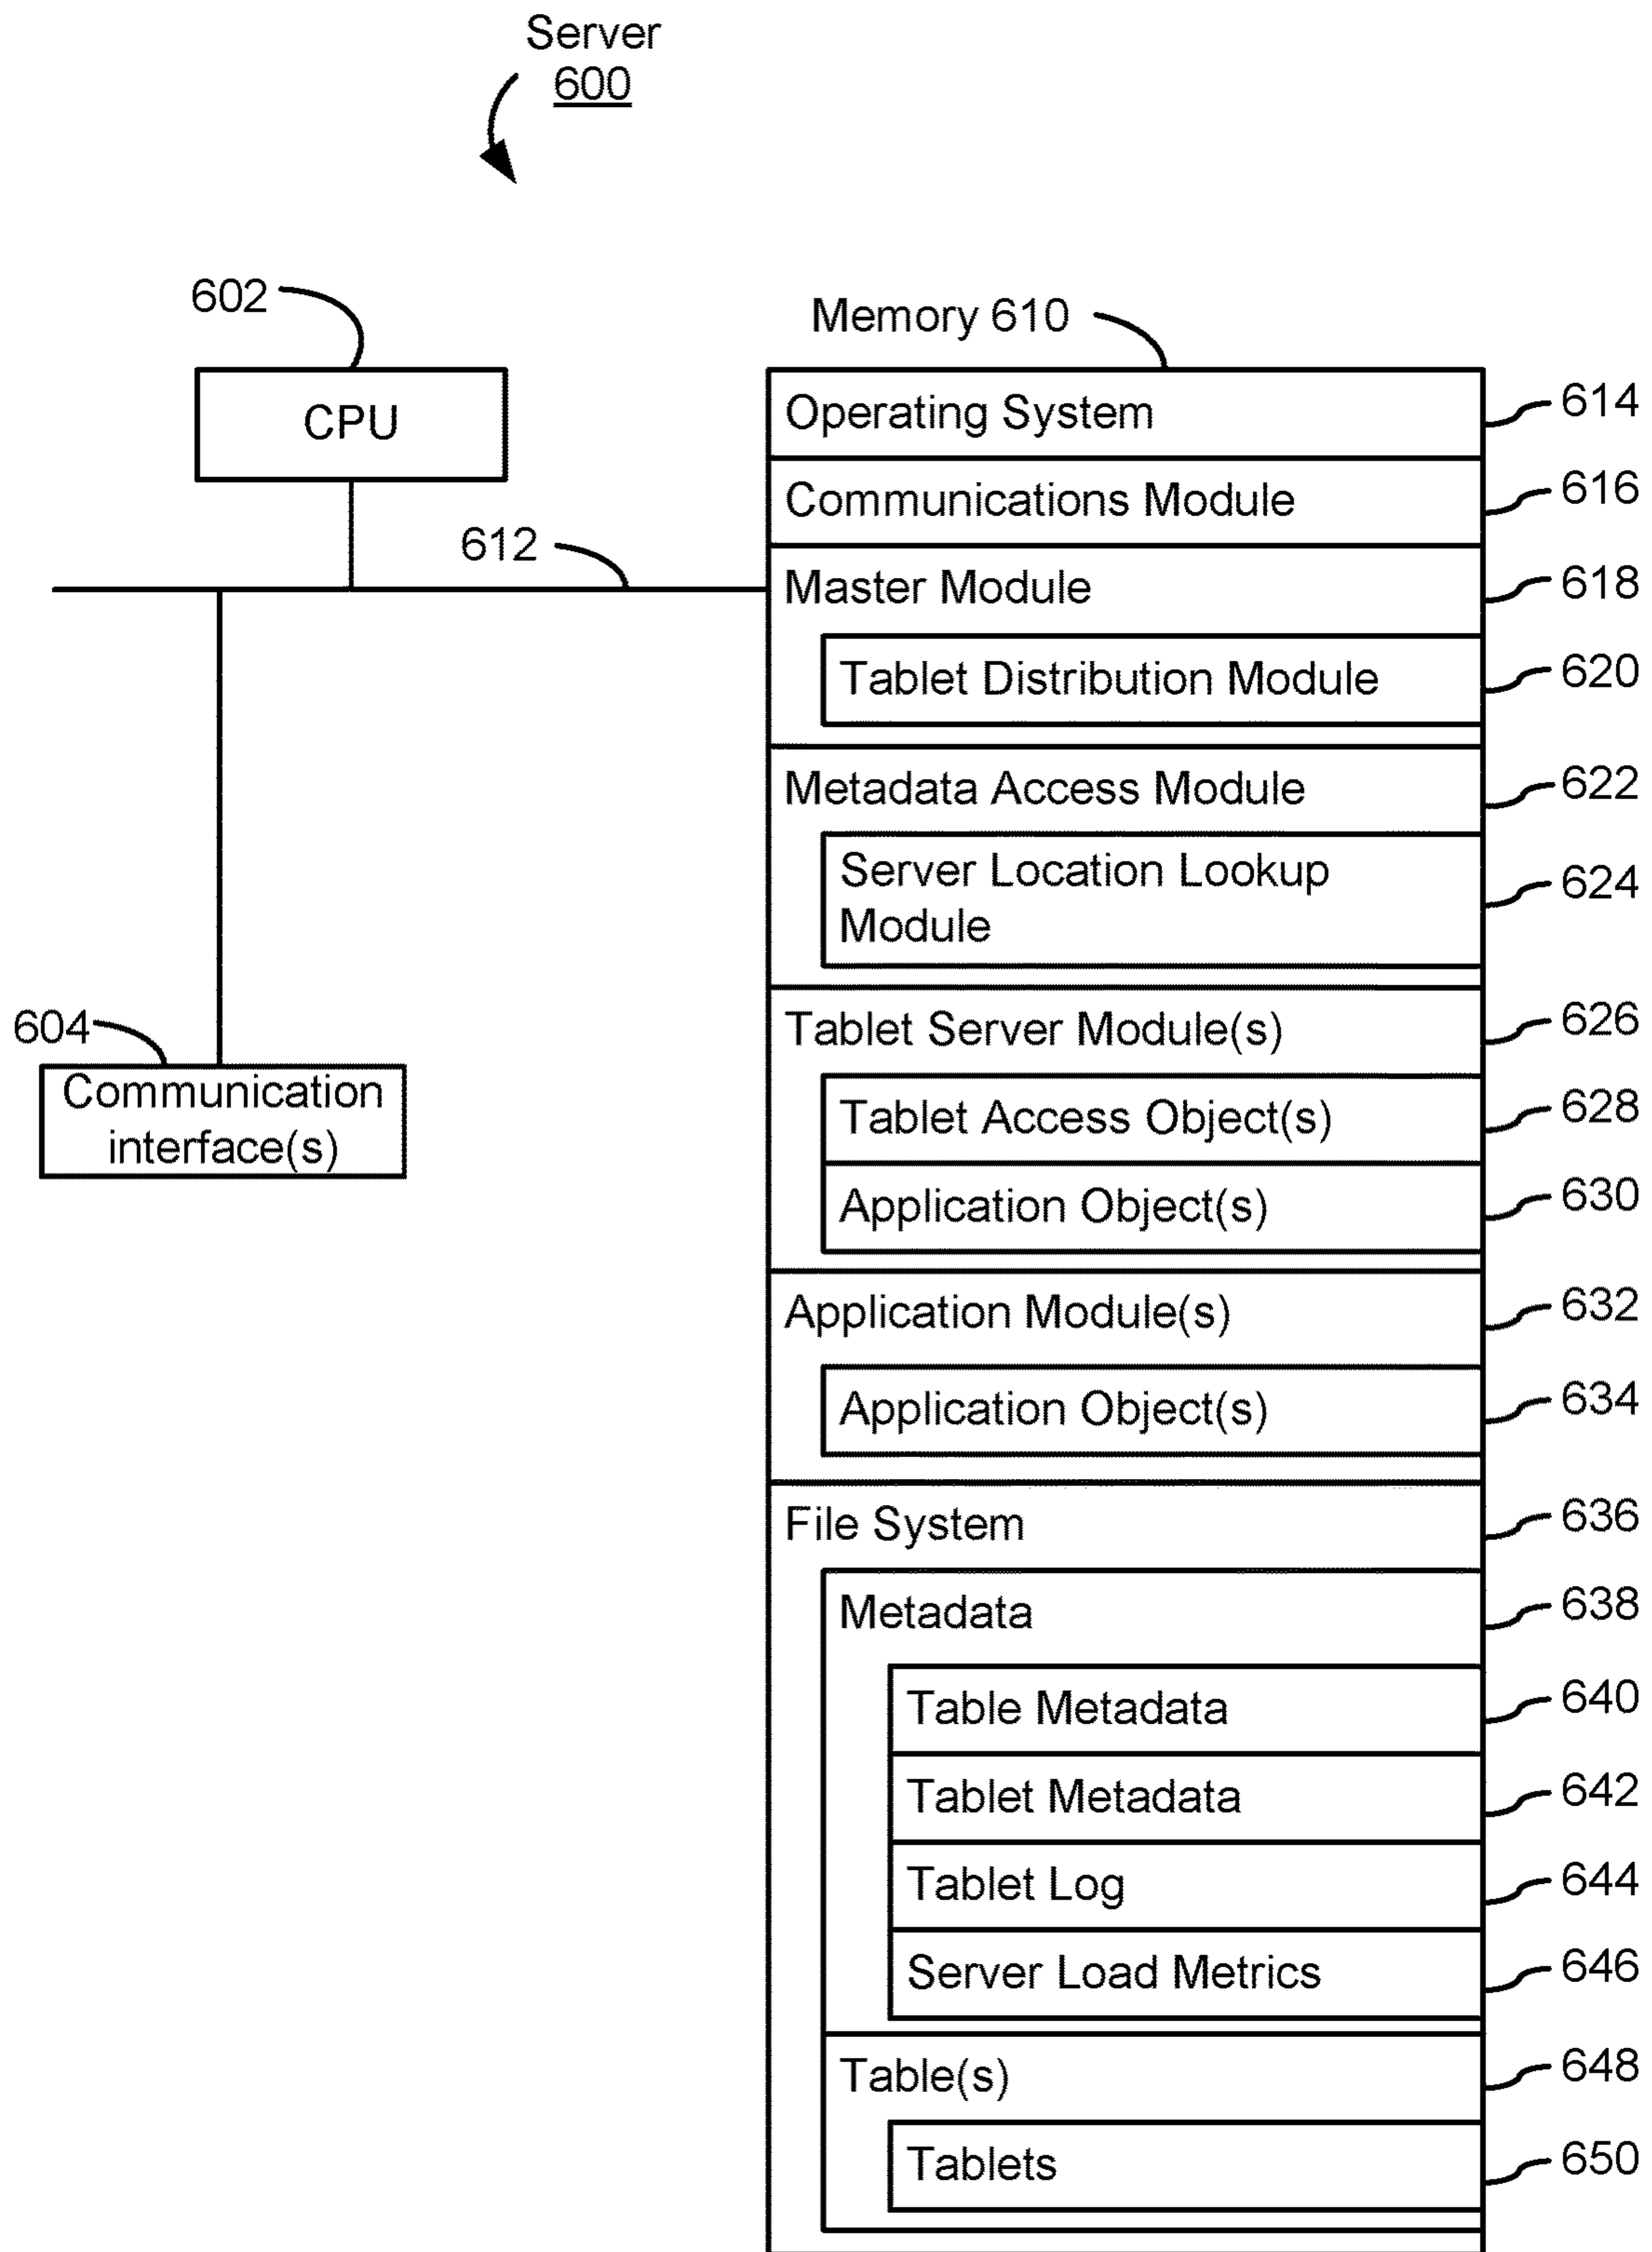 Server
600
602
Memory 610
CPU
Operating System 614
Communications Module 616
612
Master Module 618
Tablet Distribution Module 620
Metadata Access Module 622
Server Location Lookup
Module
624
604
Communication
interface(s)
Tablet Server Module(s) 626
Tablet Access Object(s) 628
Application Object(s) 630
Application Module(s) 632
Application Object(s) 634
File System 636
Metadata 638
Table Metadata 640
Tablet Metadata 642
Tablet Log 644
Server Load Metrics 646
Table(s) 648
Tablets 650